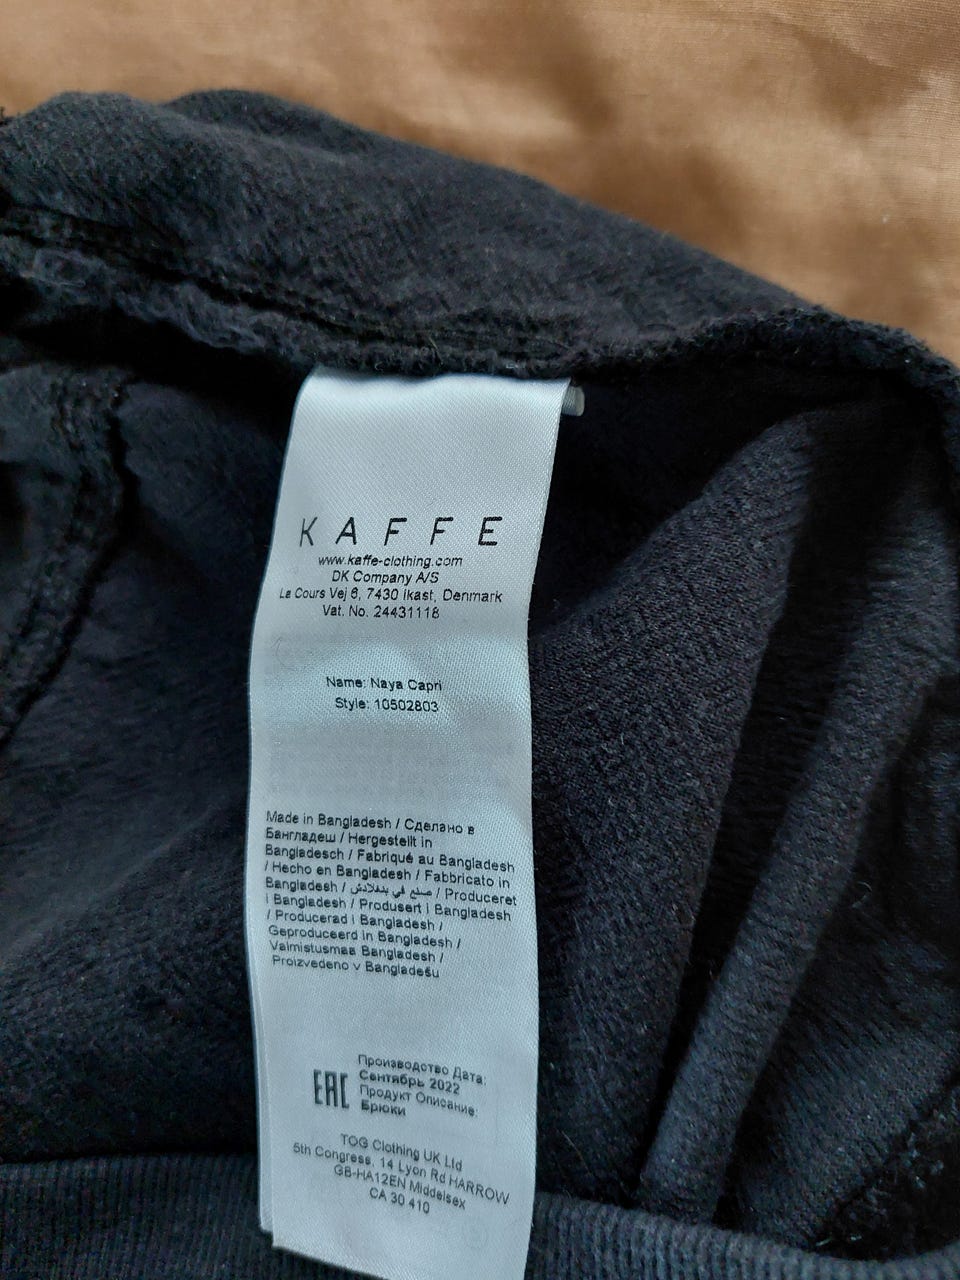 KAFFE
www.kaffe-clothing.com
DK Company A/S
La Cours Vej 6, 7430 Ikast, Denmark
Vat. No. 24431118
Name: Naya Capri
Style: 10502803
Made in Bangladesh / Сделано в
Бангладеш / Hergestellt in
Bangladesch / Fabriqué au Bangladesh
/ Hecho en Bangladesh / Fabbricato in
Bangladesh / صنع في بنغلادش / Produceret
i Bangladesh / Produsert i Bangladesh
/ Producerad i Bangladesh /
Geproduceerd in Bangladesh /
Valmistusmaa Bangladesh /
Proizvedeno v Bangladešu
EAC
Производство Дата:
Сентябрь 2022
Продукт Описание:
Брюки
TOG Clothing UK Ltd
5th Congress, 14 Lyon Rd HARROW
GB-HA12EN Middelsex
CA 30 410